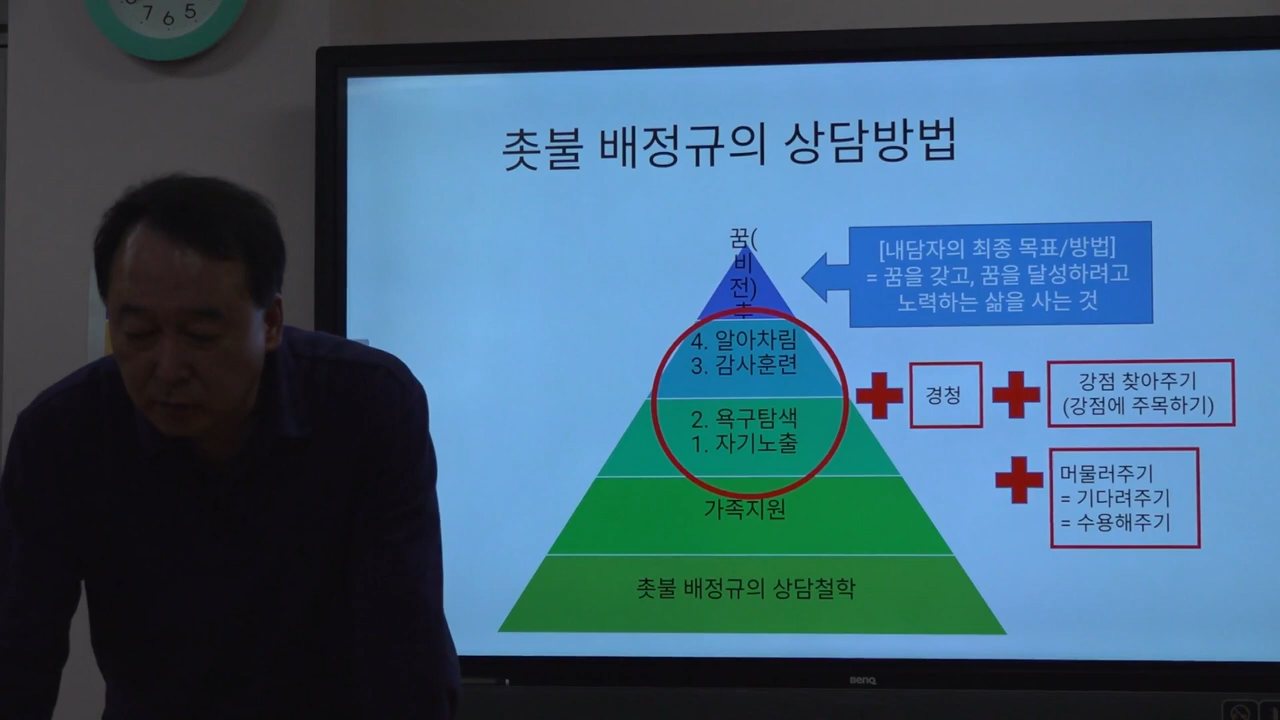 7 6 5
촛불 배정규의 상담방법
꿈(
비
전)
[내담자의 최종 목표/방법]
= 꿈을 갖고, 꿈을 달성하려고
노력하는 삶을 사는 것
4. 알아차림
3. 감사훈련
2. 욕구탐색
1. 자기노출
경청
강점 찾아주기
(강점에 주목하기)
머물러주기
= 기다려주기
= 수용해주기
가족지원
촛불 배정규의 상담철학
BenQ